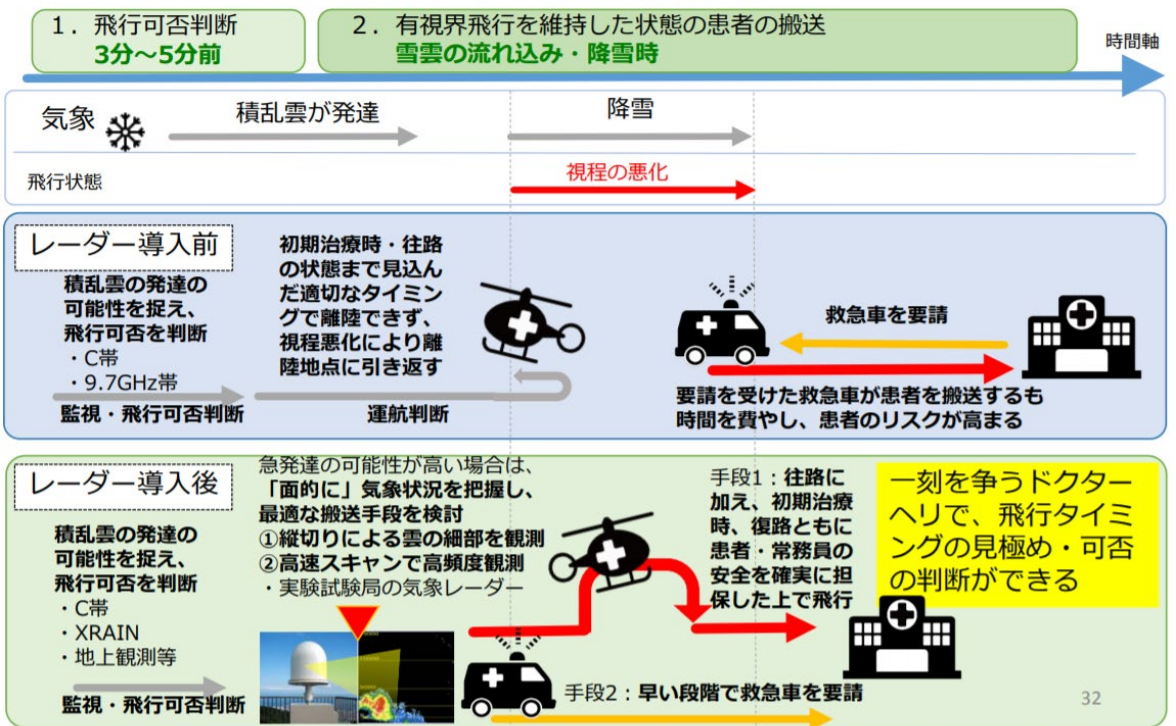 1．飛行可否判断
3分～5分前
2．有視界飛行を維持した状態の患者の搬送
雪雲の流れ込み・降雪時
時間軸
気象
積乱雲が発達
降雪
飛行状態
視程の悪化
レーダー導入前
積乱雲の発達の
可能性を捉え、
飛行可否を判断
・C帯
・9.7GHz帯
監視・飛行可否判断
初期治療時・往路
の状態まで見込ん
だ適切なタイミン
グで離陸できず、
視程悪化により離
陸地点に引き返す
運航判断
救急車を要請
要請を受けた救急車が患者を搬送するも
時間を費やし、患者のリスクが高まる
レーダー導入後
積乱雲の発達の
可能性を捉え、
飛行可否を判断
・C帯
・XRAIN
・地上観測等
監視・飛行可否判断
急発達の可能性が高い場合は、
「面的に」気象状況を把握し、
最適な搬送手段を検討
①縦切りによる雲の細部を観測
②高速スキャンで高頻度観測
・実験試験局の気象レーダー
手段1：往路に
加え、初期治療
時、復路ともに
患者・常務員の
安全を確実に担
保した上で飛行
手段2：早い段階で救急車を要請
一刻を争うドクター
ヘリで、飛行タイミ
ングの見極め・可否
の判断ができる
32